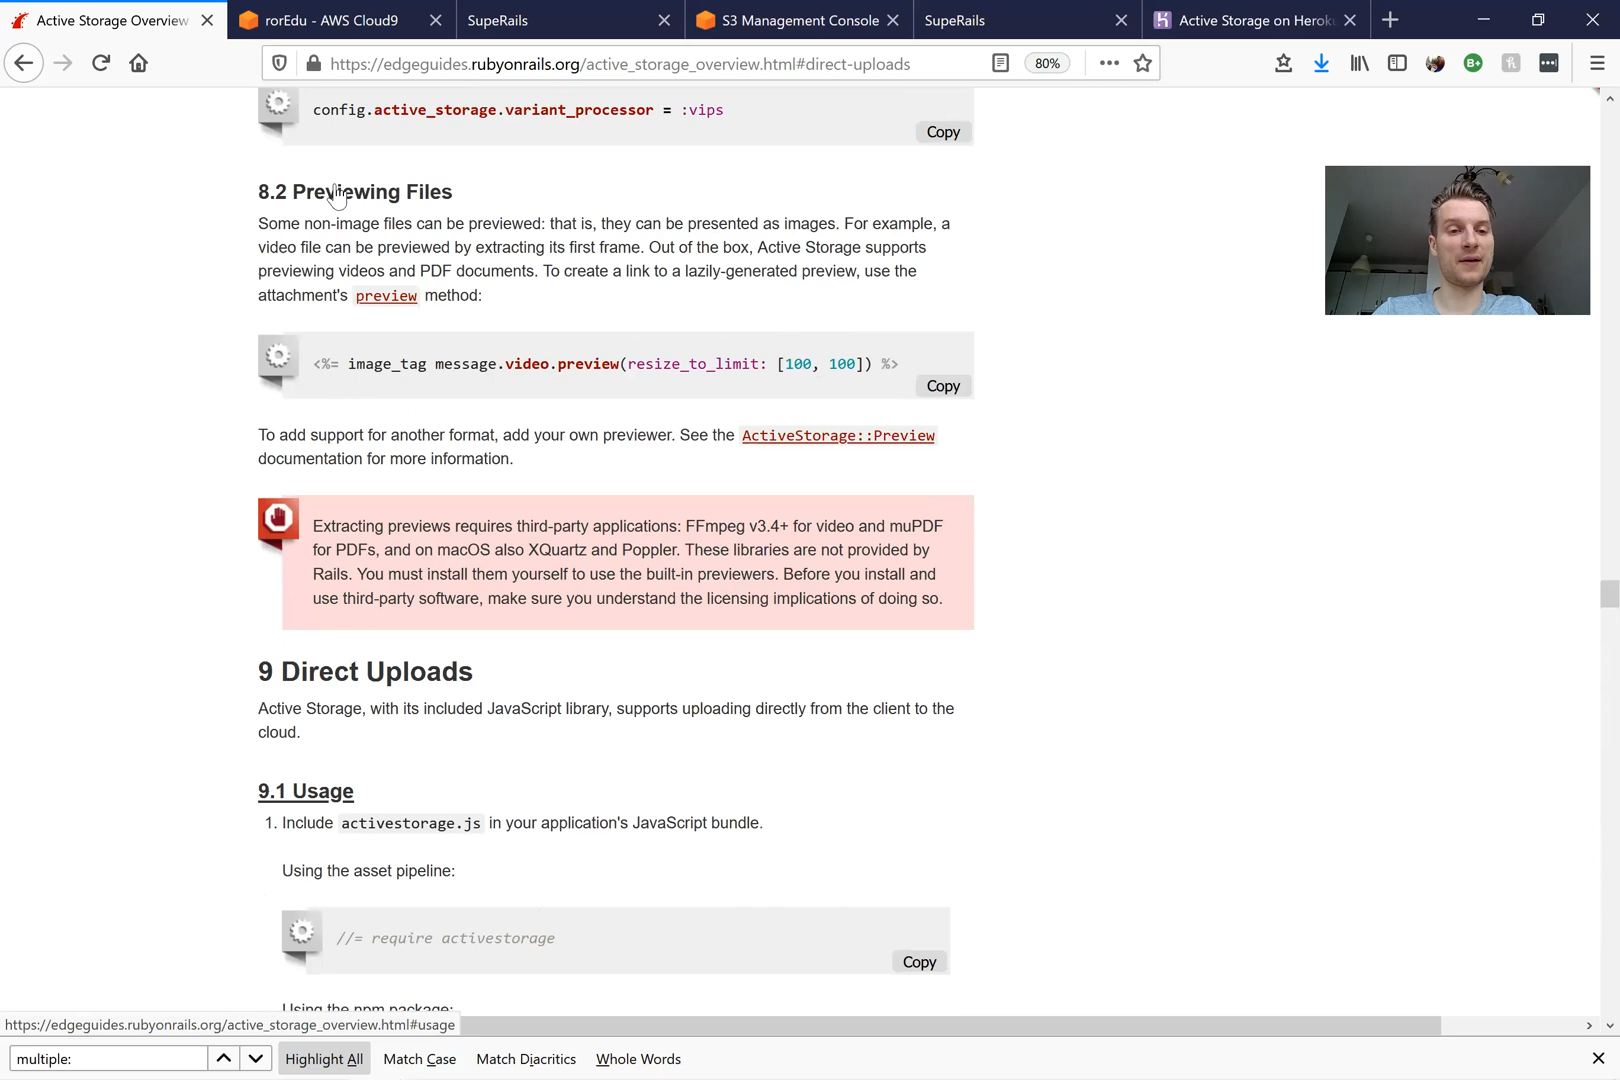 Active Storage Overview
rorEdu - AWS Cloud9
SupeRails
S3 Management Console
SupeRails
Active Storage on Heroku
https://edgeguides.rubyonrails.org/active_storage_overview.html#direct-uploads
80%
config.active_storage.variant_processor = :vips
Copy
8.2 Previewing Files
Some non-image files can be previewed: that is, they can be presented as images. For example, a
video file can be previewed by extracting its first frame. Out of the box, Active Storage supports
previewing videos and PDF documents. To create a link to a lazily-generated preview, use the
attachment's preview method:
<%= image_tag message.video.preview(resize_to_limit: [100, 100]) %>
Copy
To add support for another format, add your own previewer. See the ActiveStorage::Preview
documentation for more information.
Extracting previews requires third-party applications: FFmpeg v3.4+ for video and muPDF
for PDFs, and on macOS also XQuartz and Poppler. These libraries are not provided by
Rails. You must install them yourself to use the built-in previewers. Before you install and
use third-party software, make sure you understand the licensing implications of doing so.
9 Direct Uploads
Active Storage, with its included JavaScript library, supports uploading directly from the client to the
cloud.
9.1 Usage
1. Include activestorage.js in your application's JavaScript bundle.
Using the asset pipeline:
//= require activestorage
Copy
Using the npm package:
https://edgeguides.rubyonrails.org/active_storage_overview.html#usage
multiple:
Highlight All
Match Case
Match Diacritics
Whole Words